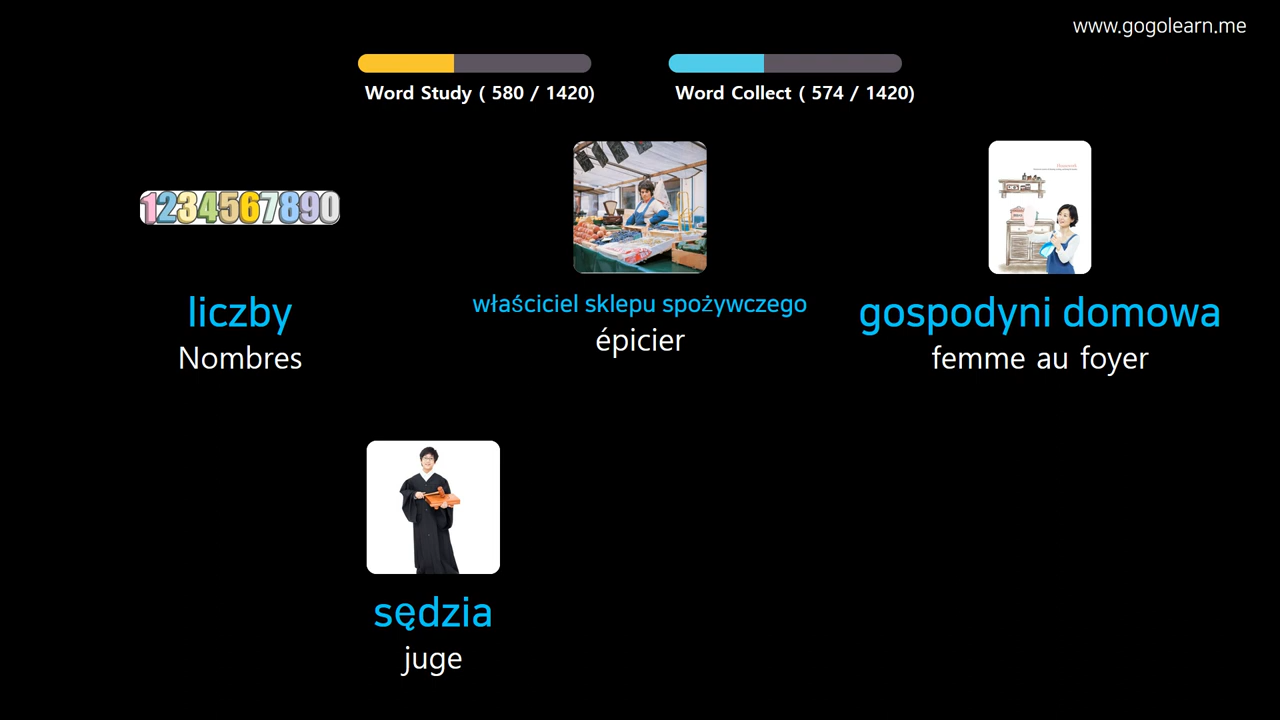 www.gogolearn.me
Word Study ( 580 / 1420)
Word Collect ( 574 / 1420)
1234567890
liczby
Nombres
właściciel sklepu spożywczego
épicier
gospodyni domowa
femme au foyer
sędzia
juge